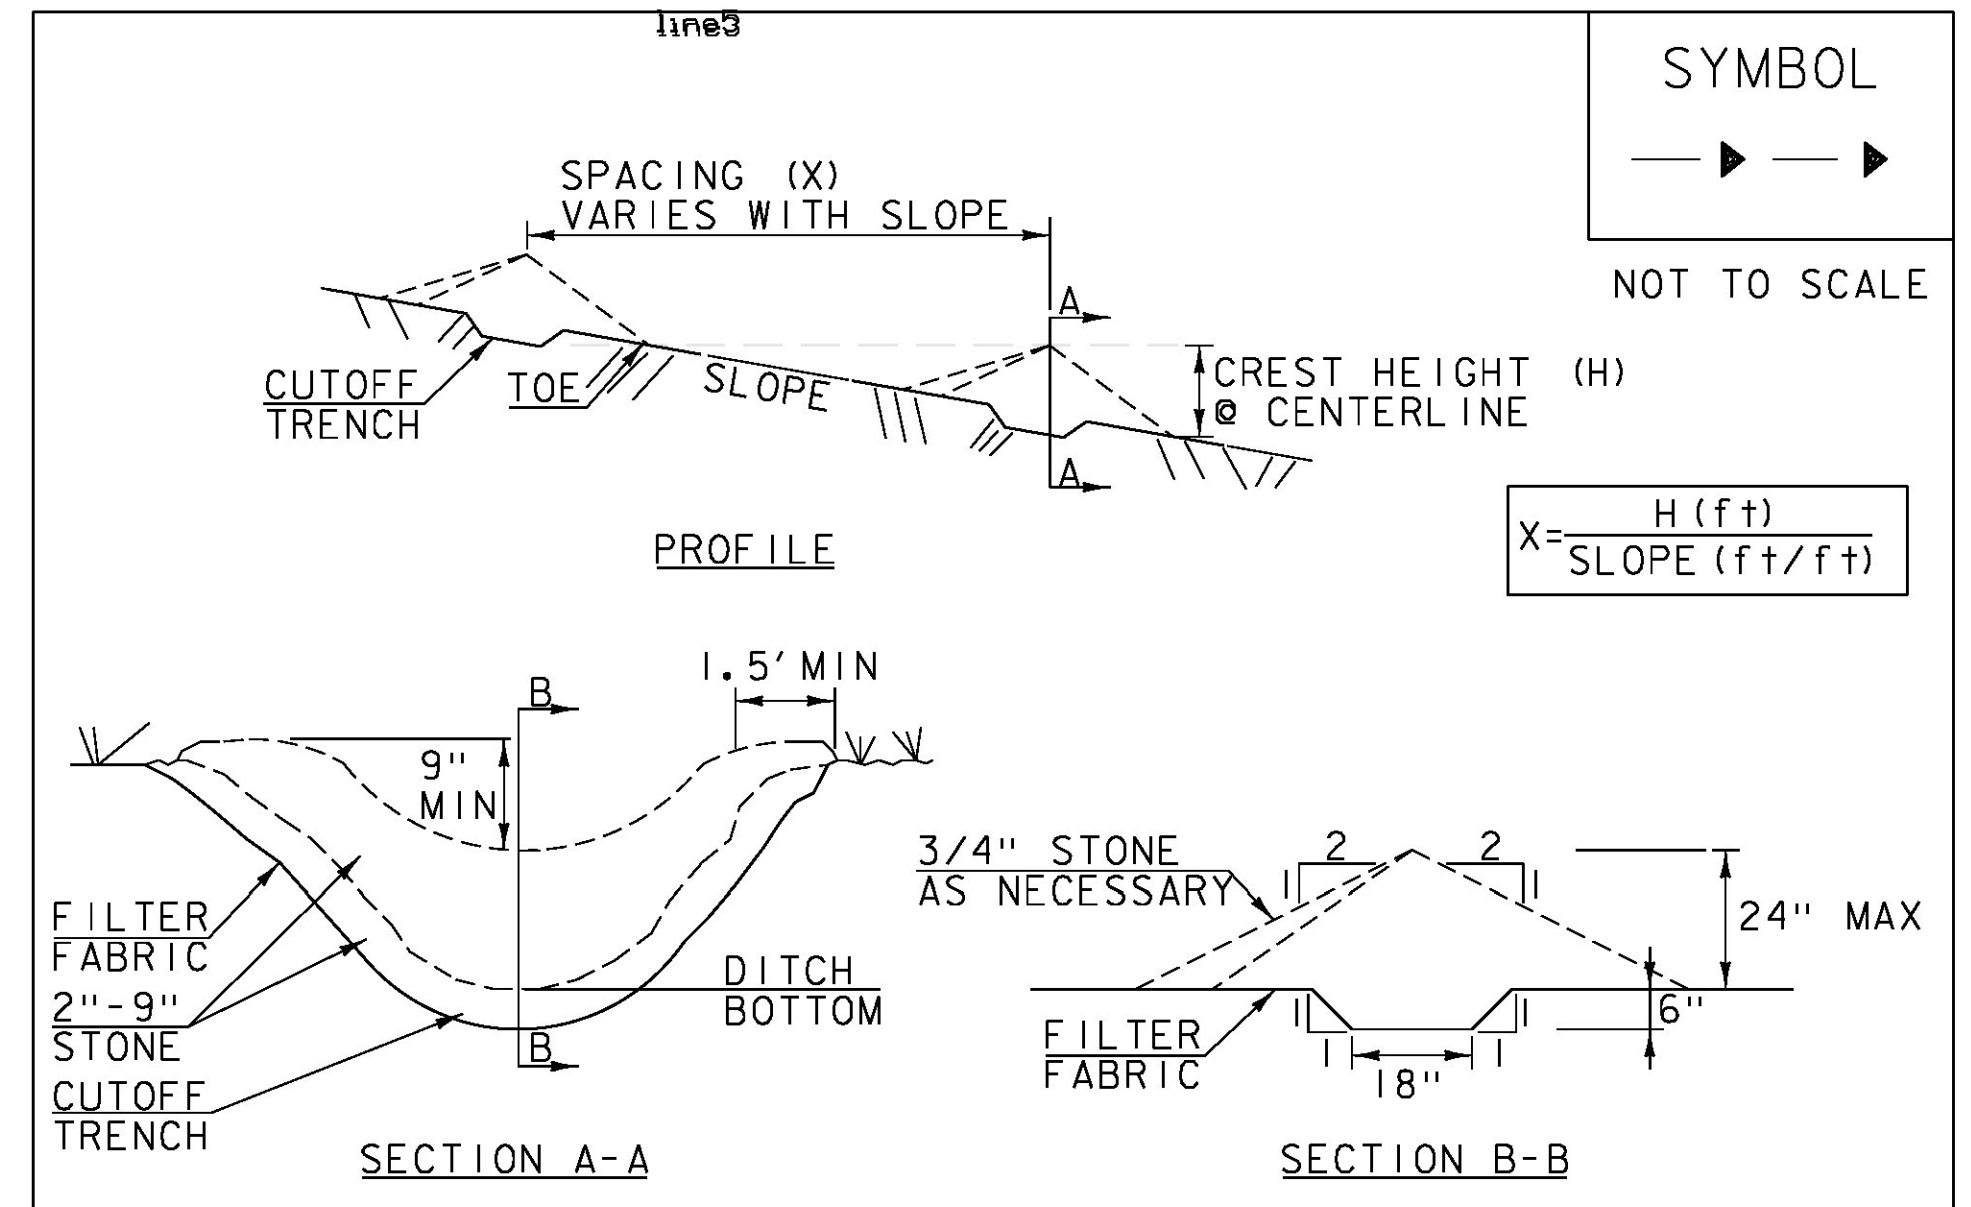 line5
SYMBOL
NOT TO SCALE
SPACING (X)
VARIES WITH SLOPE
A
CUTOFF
TRENCH
TOE
SLOPE
CREST HEIGHT (H)
@ CENTERLINE
A
PROFILE
X=H(ft)
SLOPE(ft/ft)
1.5'MIN
B
9"
MIN
FILTER
FABRIC
2"-9"
STONE
CUTOFF
TRENCH
DITCH
BOTTOM
B
SECTION A-A
3/4" STONE
AS NECESSARY
2
2
1
1
24" MAX
6"
FILTER
FABRIC
1
1
1
1
18"
SECTION B-B